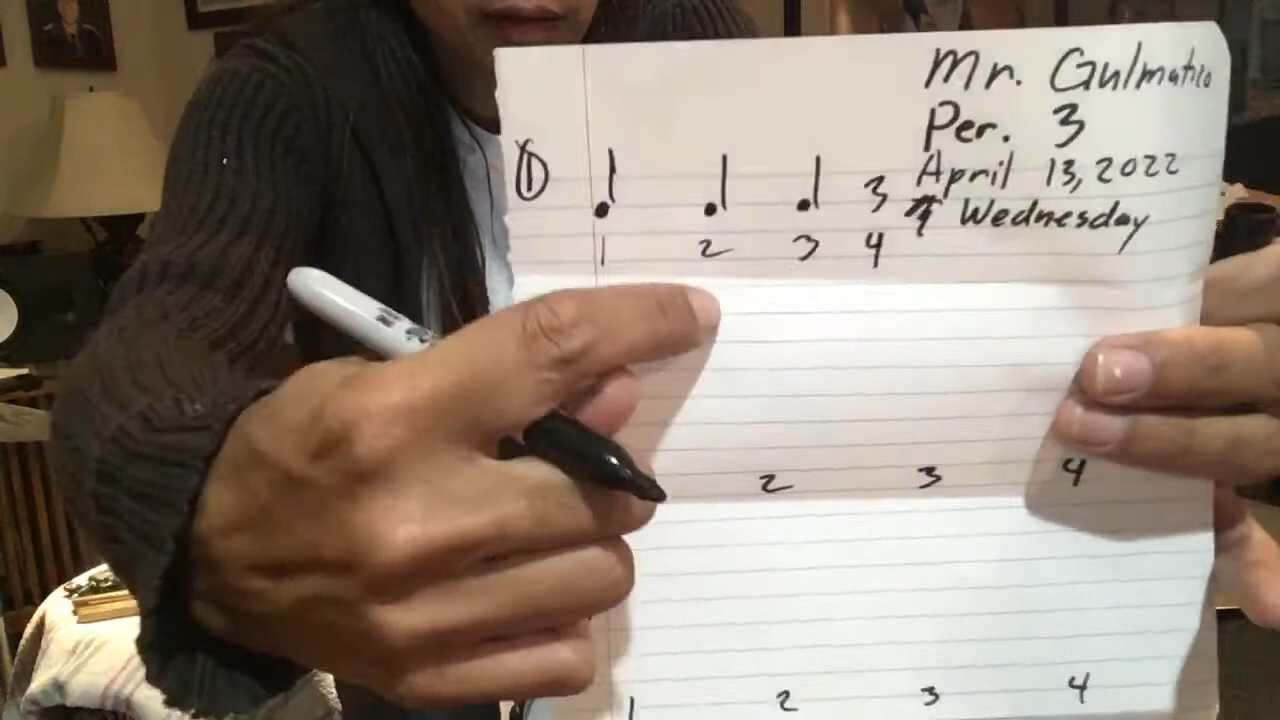 Mr. Gulmatico
Per. 3
April 13, 2022
Wednesday
1
1 2 3 4
2 3 4
1 2 3 4